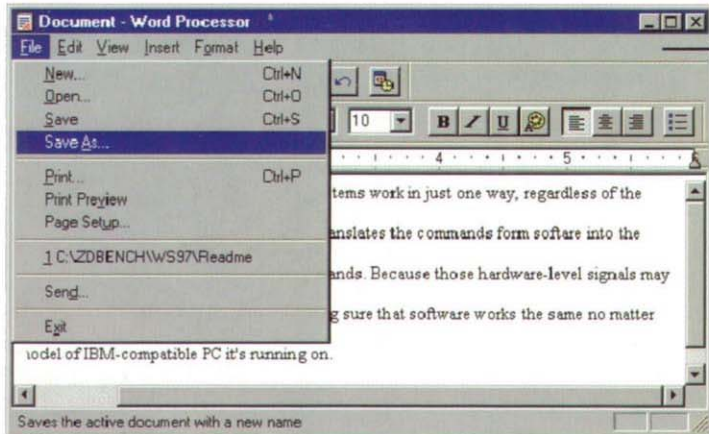 Document - Word Processor
File Edit View Insert Format Help
New... Ctrl+N
Open... Ctrl+O
Save Ctrl+S
Save As...
Print... Ctrl+P
Print Preview
Page Setup...
1 C:\ZDBENCH\WS97\Readme
Send...
Exit
10 B I U
4 5
tems work in just one way, regardless of the
anslates the commands form softare into the
ands. Because those hardware-level signals may
g sure that software works the same no matter
nodel of IBM-compatible PC it's running on.
Saves the active document with a new name